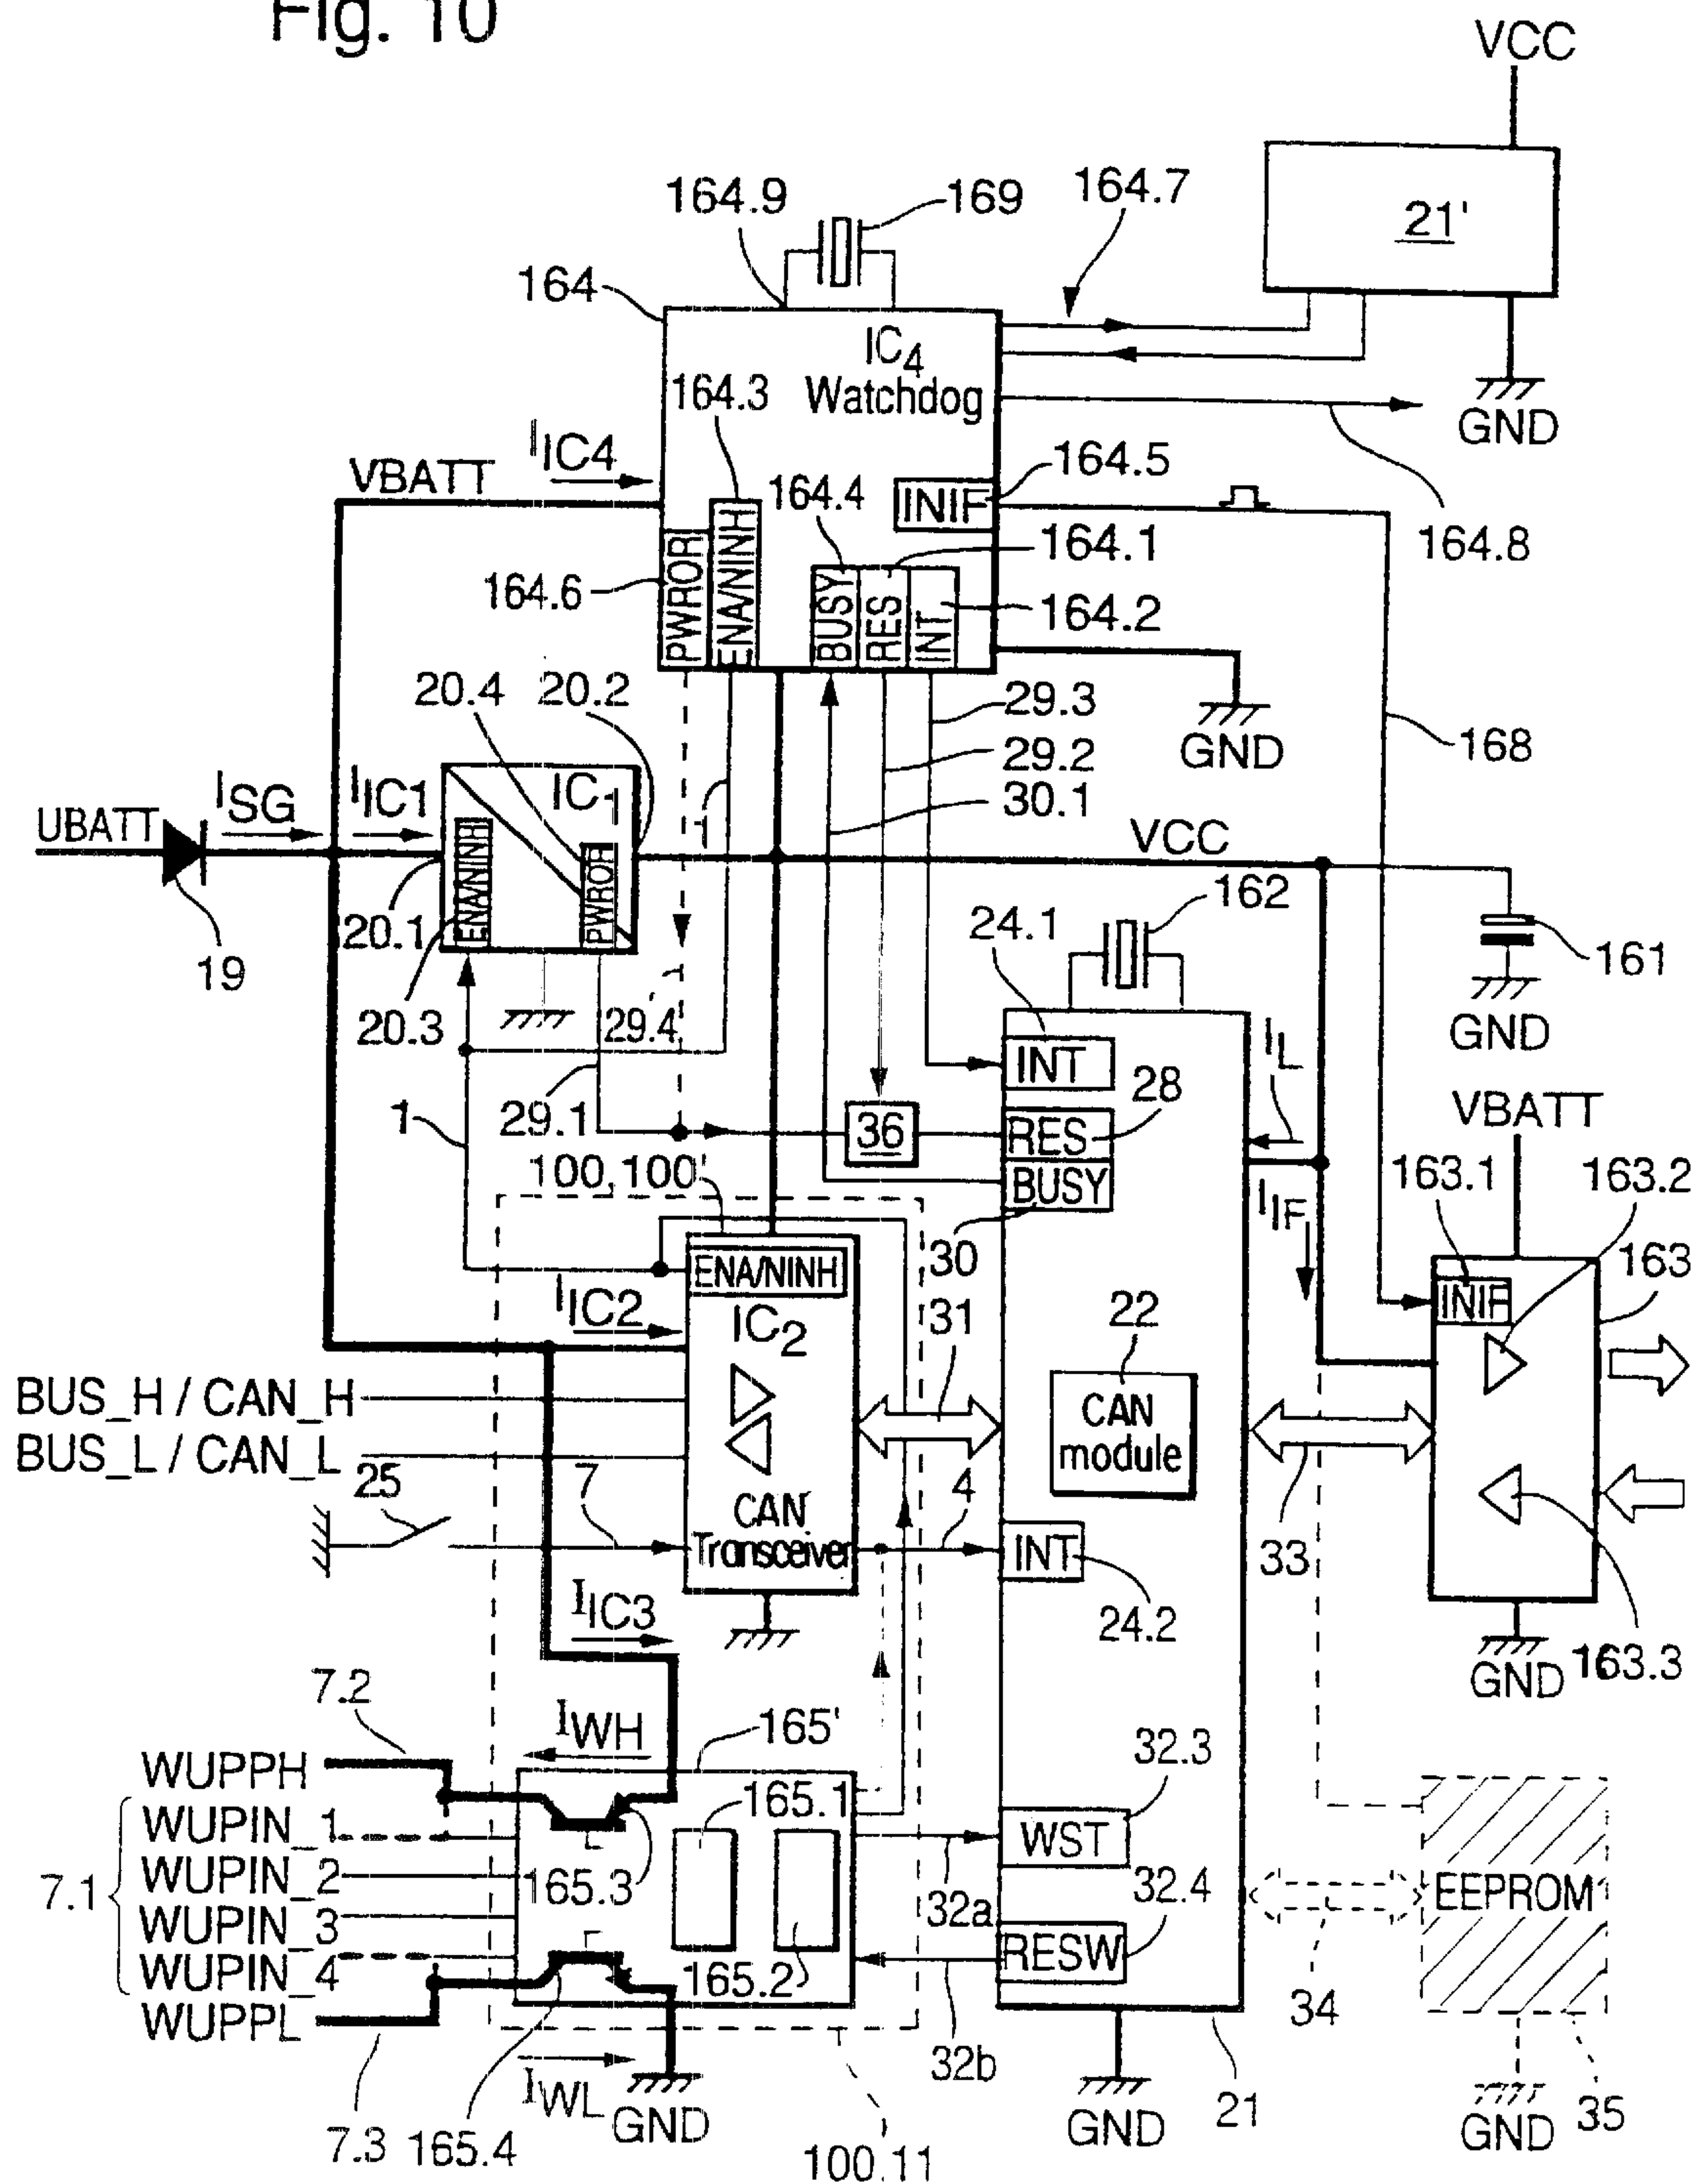 Fig. 10
VCC
21'
164.9
169
164.7
164
IC4
Watchdog
164.3
GND
IIC4
VBATT
164.5
164.4
INIF
164.8
164.1
164.6
PWROR
ENA/NINH
BUSY
RES
INT
164.2
20.4
20.2
29.3
29.2
30.1
GND
168
ISG
IIC1
IC1
1
UBATT
VCC
162
ENA/NINH
PWROR
20.1
24.1
161
19
20.3
29.4'
GND
INT
IL
28
1
29.1
36
RES
VBATT
100, 100'
BUSY
163.1
163.2
IIF
30
ENA/NINH
163
IIC2
IC2
31
22
INIF
BUS_H / CAN_H
CAN
module
BUS_L / CAN_L
25
7
CAN
Transceiver
4
INT
33
IIC3
24.2
7.2
GND
163.3
IWH
165'
32.3
WUPPH
165.1
WUPIN_1
WST
WUPIN_2
165.3
32.4
7.1
32a
EEPROM
WUPIN_3
WUPIN_4
165.2
RESW
WUPPL
34
32b
IWL
GND
21
35
7.3
165.4
GND
GND
100.11